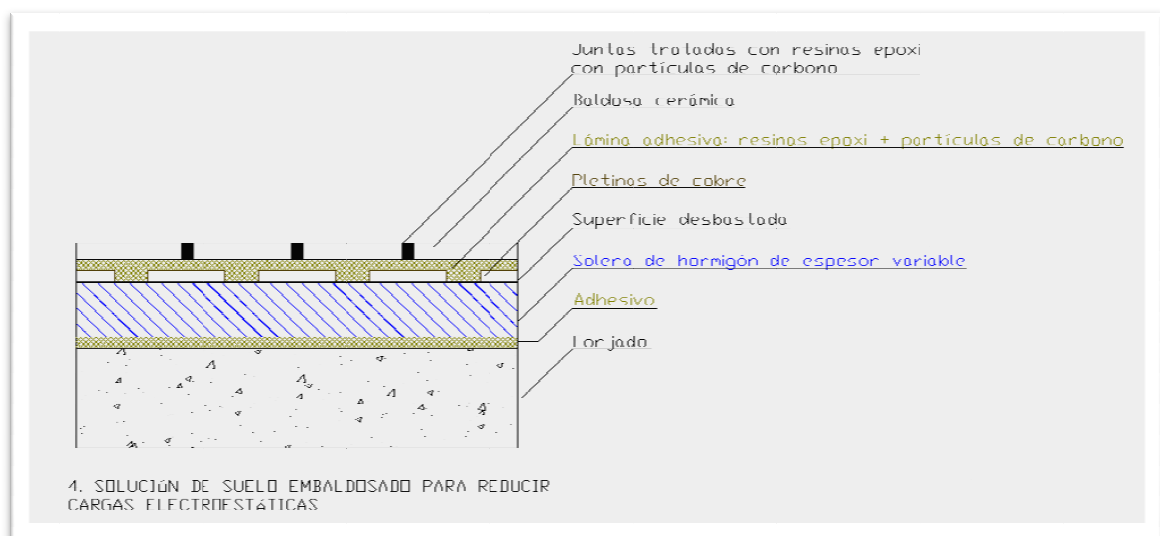 Juntas tratadas con resinas epoxi
con partículas de carbono
Baldosa cerámica
Lámina adhesiva: resinas epoxi + partículas de carbono
Pletinas de cobre
Superficie desbastada
Solera de hormigón de espesor variable
Adhesivo
Forjado
4. SOLUCIÓN DE SUELO EMBALDOSADO PARA REDUCIR
CARGAS ELECTROESTÁTICAS